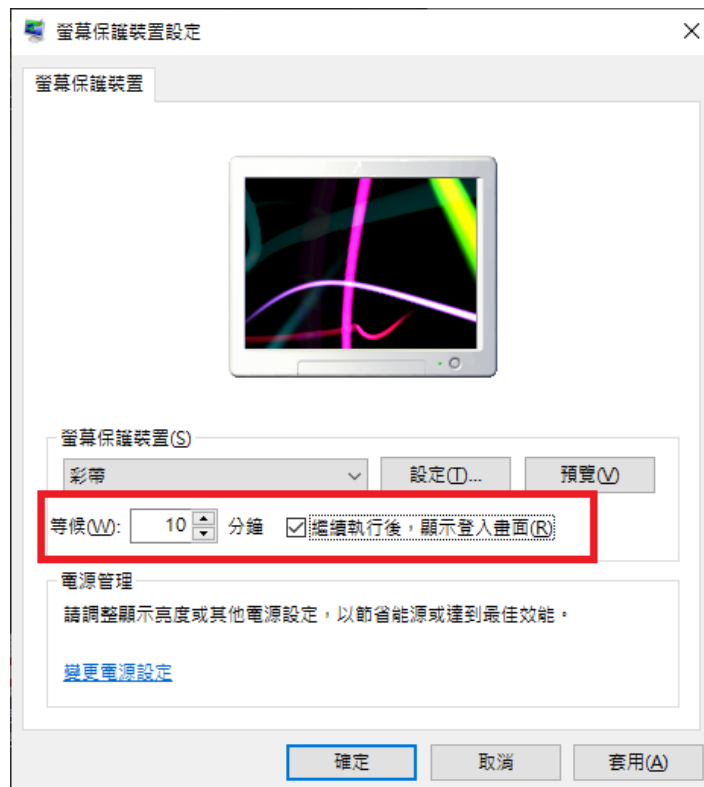 螢幕保護裝置設定
螢幕保護裝置
螢幕保護裝置(S)
彩帶 設定(T)... 預覽(V)
等候(W): 10 分鐘 繼續執行後，顯示登入畫面(R)
電源管理
請調整顯示亮度或其他電源設定，以節省能源或達到最佳效能。
變更電源設定
確定 取消 套用(A)